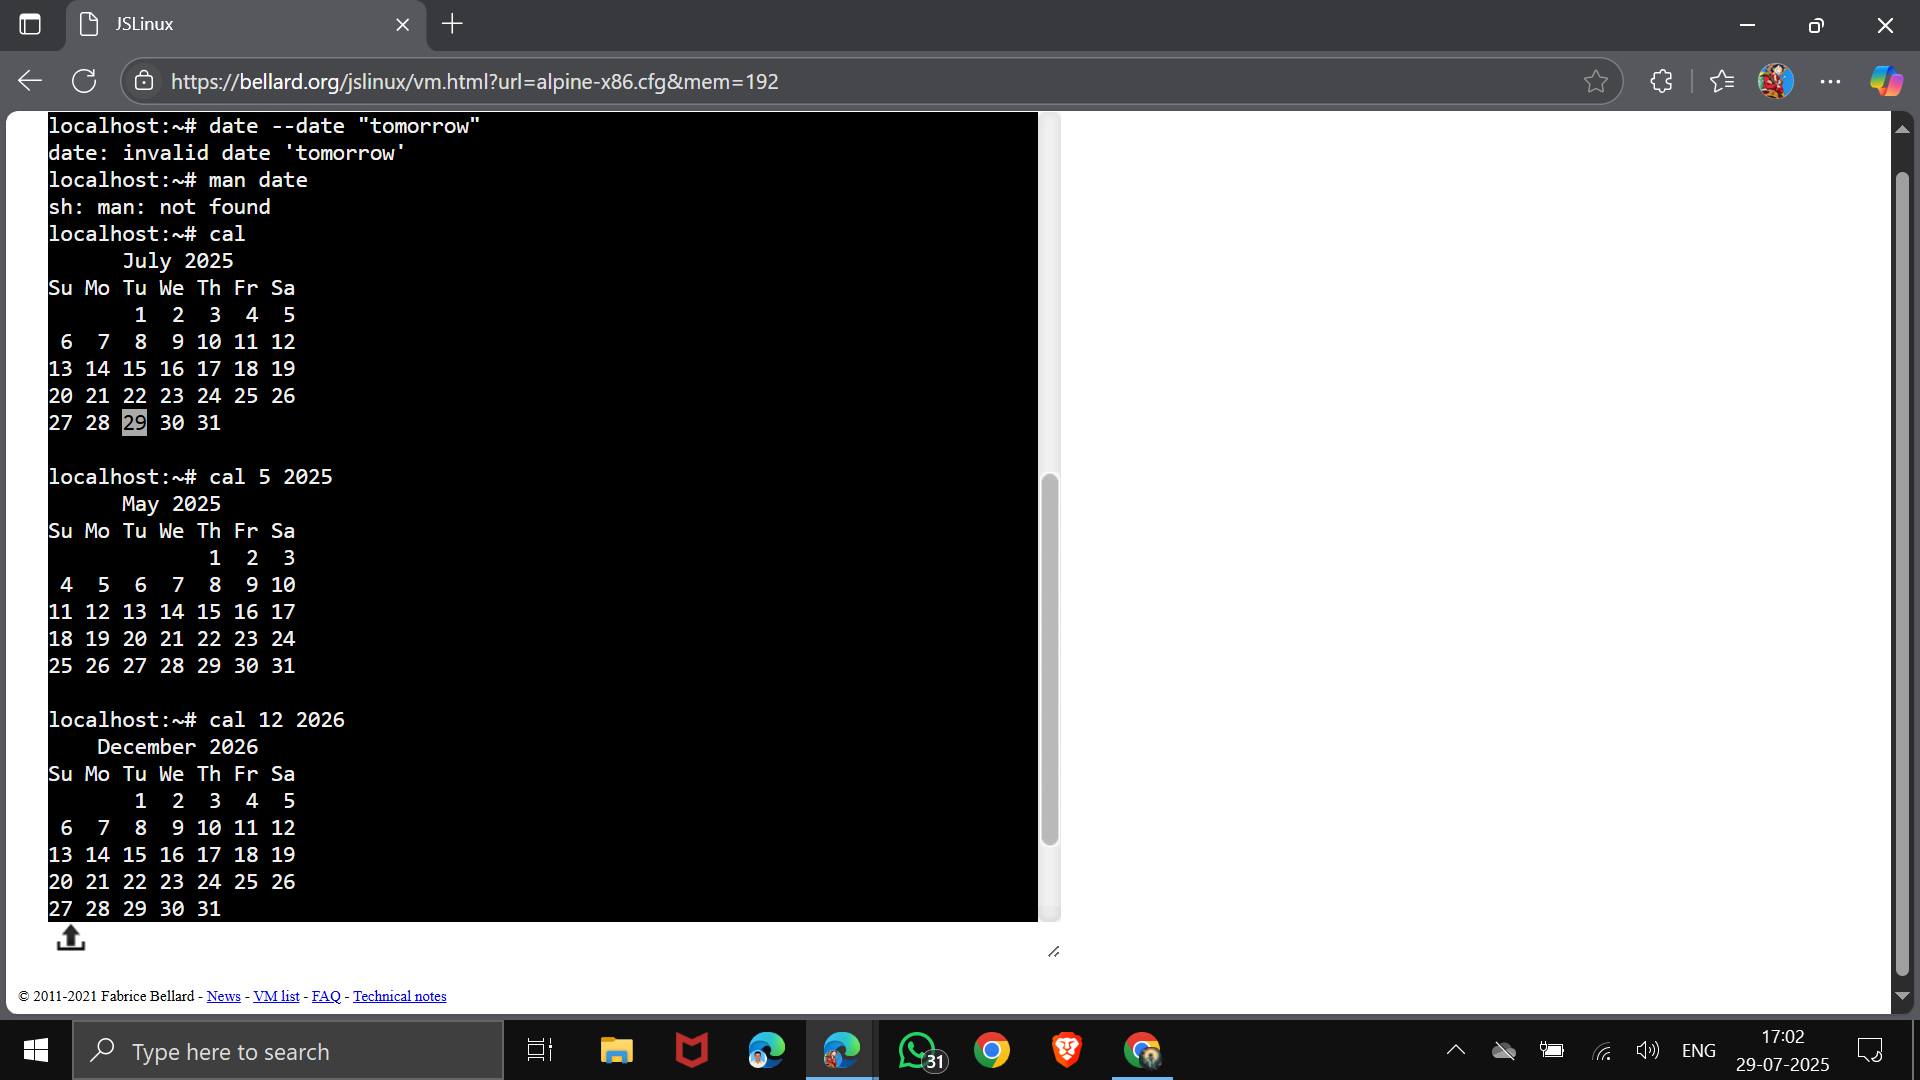 JSLinux
https://bellard.org/jslinux/vm.html?url=alpine-x86.cfg&mem=192
localhost:~# date --date "tomorrow"
date: invalid date 'tomorrow'
localhost:~# man date
sh: man: not found
localhost:~# cal
July 2025
Su Mo Tu We Th Fr Sa
1 2 3 4 5
6 7 8 9 10 11 12
13 14 15 16 17 18 19
20 21 22 23 24 25 26
27 28 29 30 31
localhost:~# cal 5 2025
May 2025
Su Mo Tu We Th Fr Sa
1 2 3
4 5 6 7 8 9 10
11 12 13 14 15 16 17
18 19 20 21 22 23 24
25 26 27 28 29 30 31
localhost:~# cal 12 2026
December 2026
Su Mo Tu We Th Fr Sa
1 2 3 4 5
6 7 8 9 10 11 12
13 14 15 16 17 18 19
20 21 22 23 24 25 26
27 28 29 30 31
© 2011-2021 Fabrice Bellard - News - VM list - FAQ - Technical notes
Type here to search
31
ENG
17:02
29-07-2025